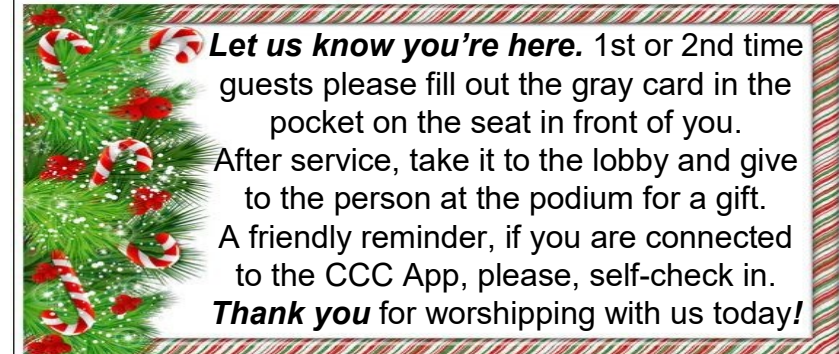 Let us know you’re here. 1st or 2nd time
guests please fill out the gray card in the
pocket on the seat in front of you.
After service, take it to the lobby and give
to the person at the podium for a gift.
A friendly reminder, if you are connected
to the CCC App, please, self-check in.
Thank you for worshipping with us today!